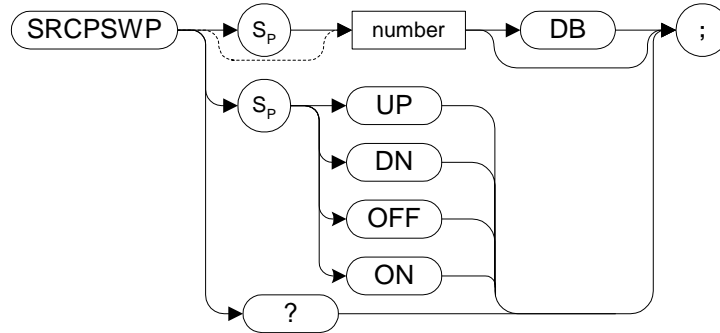 SRCPSWP Sp number DB ;
Sp UP
DN
OFF
ON
?